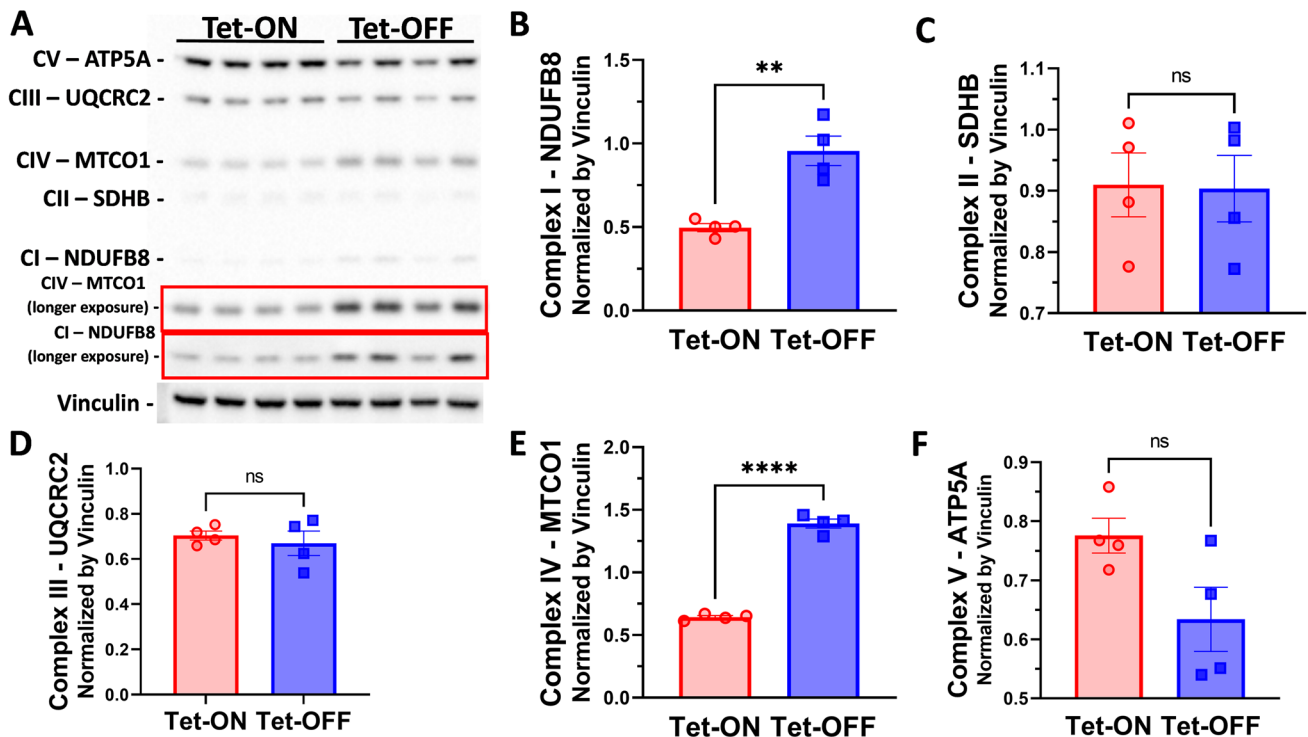 A
Tet-ON Tet-OFF
CV – ATP5A -
CIII – UQCRC2 -
CIV – MTCO1 -
CII – SDHB -
CI – NDUFB8 -
CIV – MTCO1
(longer exposure) -
CI – NDUFB8
(longer exposure) -
Vinculin -
B
Complex I - NDUFB8
Normalized by Vinculin
1.5
1.0
0.5
0.0
**
Tet-ON Tet-OFF
C
Complex II - SDHB
Normalized by Vinculin
1.1
1.0
0.9
0.8
0.7
ns
Tet-ON Tet-OFF
D
Complex III - UQCRC2
Normalized by Vinculin
1.0
0.8
0.6
0.4
0.2
0.0
ns
Tet-ON Tet-OFF
E
Complex IV - MTCO1
Normalized by Vinculin
2.0
1.5
1.0
0.5
0.0
****
Tet-ON Tet-OFF
F
Complex V - ATP5A
Normalized by Vinculin
0.9
0.8
0.7
0.6
0.5
ns
Tet-ON Tet-OFF